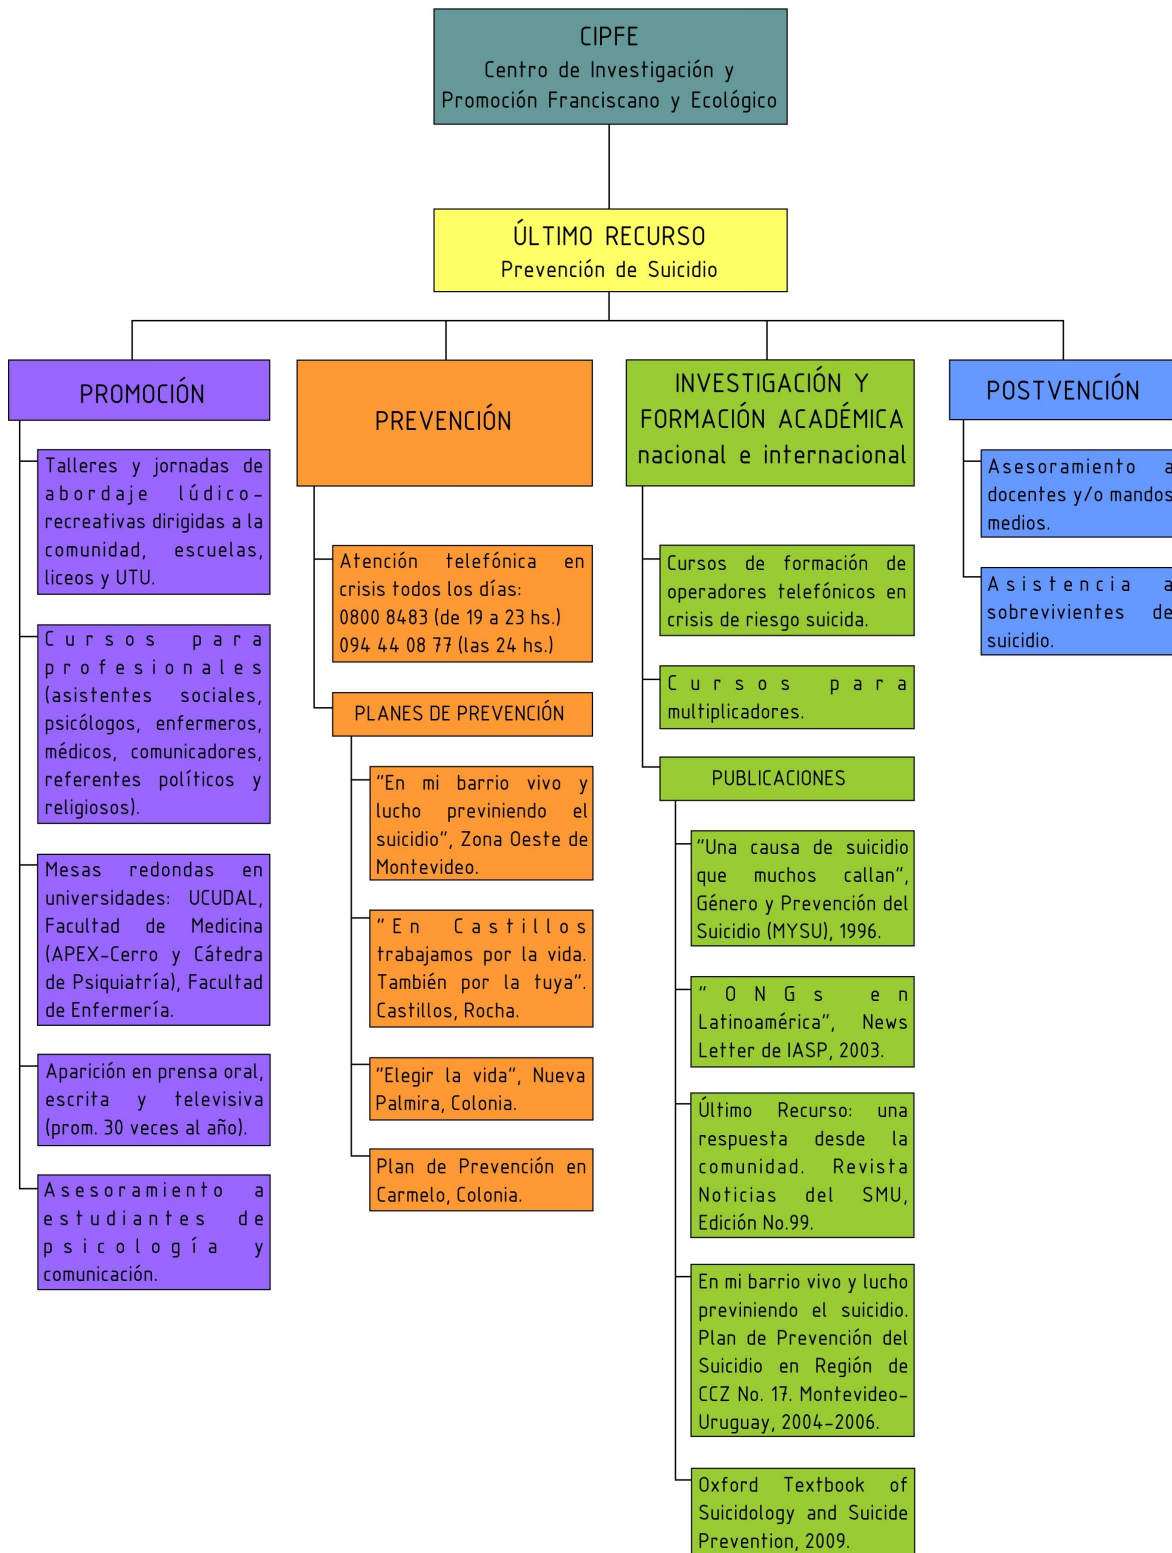 CIPFE
Centro de Investigación y
Promoción Franciscano y Ecológico
ÚLTIMO RECURSO
Prevención de Suicidio
PROMOCIÓN
Talleres y jornadas de
abordaje lúdico-
recreativas dirigidas a la
comunidad, escuelas,
liceos y UTU.
Cursos para
profesionales
(asistentes sociales,
psicólogos, enfermeros,
médicos, comunicadores,
referentes políticos y
religiosos).
Mesas redondas en
universidades: UCUDAL,
Facultad de Medicina
(APEX-Cerro y Cátedra
de Psiquiatría), Facultad
de Enfermería.
Aparición en prensa oral,
escrita y televisiva
(prom. 30 veces al año).
Asesoramiento a
estudiantes de
psicología y
comunicación.
PREVENCIÓN
Atención telefónica en
crisis todos los días:
0800 8483 (de 19 a 23 hs.)
094 44 08 77 (las 24 hs.)
PLANES DE PREVENCIÓN
"En mi barrio vivo y
lucho previniendo el
suicidio", Zona Oeste de
Montevideo.
"En Castillos
trabajamos por la vida.
También por la tuya".
Castillos, Rocha.
"Elegir la vida", Nueva
Palmira, Colonia.
Plan de Prevención en
Carmelo, Colonia.
INVESTIGACIÓN Y
FORMACIÓN ACADÉMICA
nacional e internacional
Cursos de formación de
operadores telefónicos en
crisis de riesgo suicida.
Cursos para
multiplicadores.
PUBLICACIONES
"Una causa de suicidio
que muchos callan",
Género y Prevención del
Suicidio (MYSU), 1996.
"ONGs en
Latinoamérica", News
Letter de IASP, 2003.
Último Recurso: una
respuesta desde la
comunidad. Revista
Noticias del SMU,
Edición No.99.
En mi barrio vivo y lucho
previniendo el suicidio.
Plan de Prevención del
Suicidio en Región de
CCZ No. 17. Montevideo-
Uruguay, 2004-2006.
Oxford Textbook of
Suicidology and Suicide
Prevention, 2009.
POSTVENCIÓN
Asesoramiento a
docentes y/o mandos
medios.
Asistencia a
sobrevivientes de
suicidio.